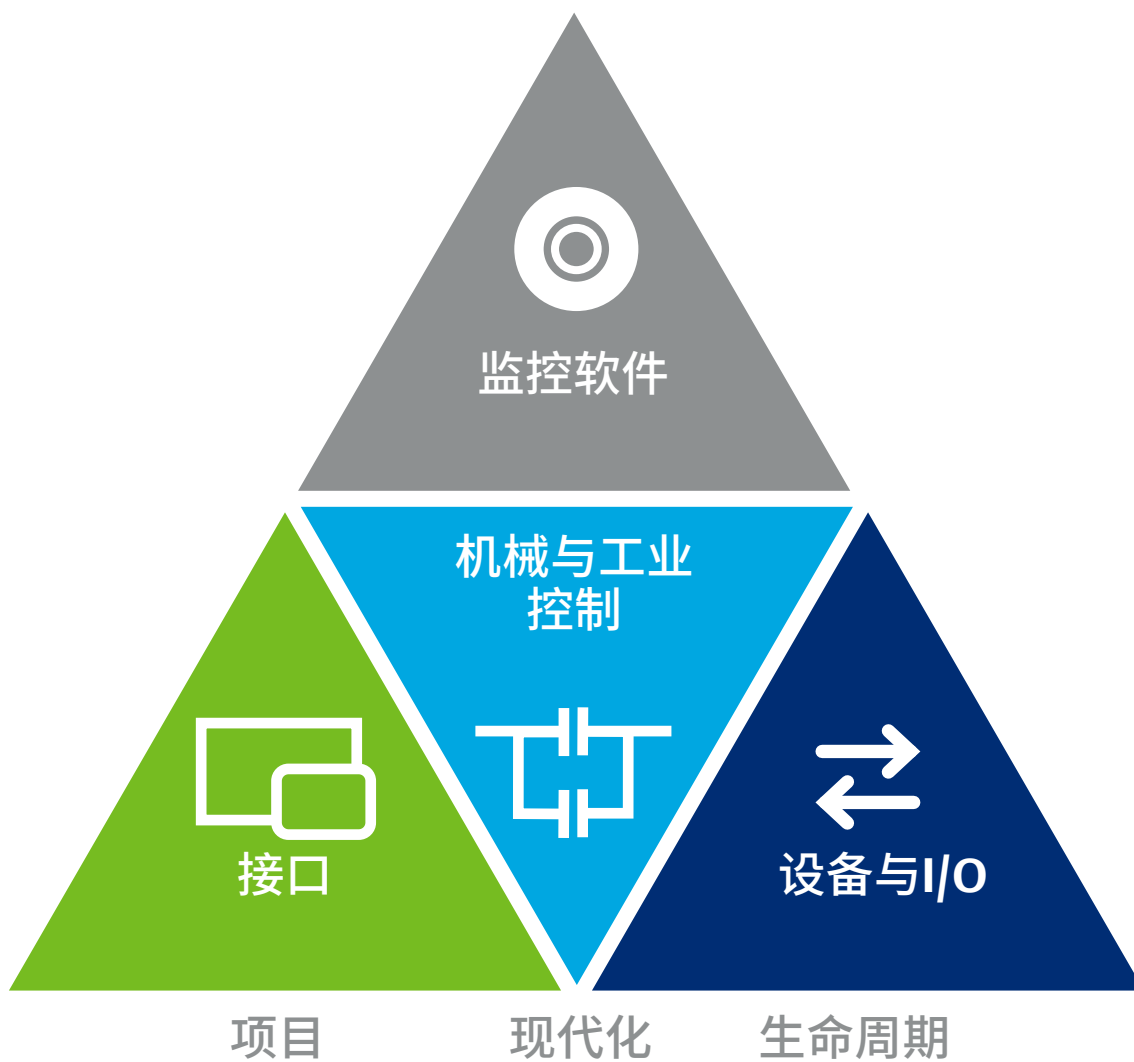 监控软件
机械与工业
控制
接口
设备与I/O
项目
现代化
生命周期